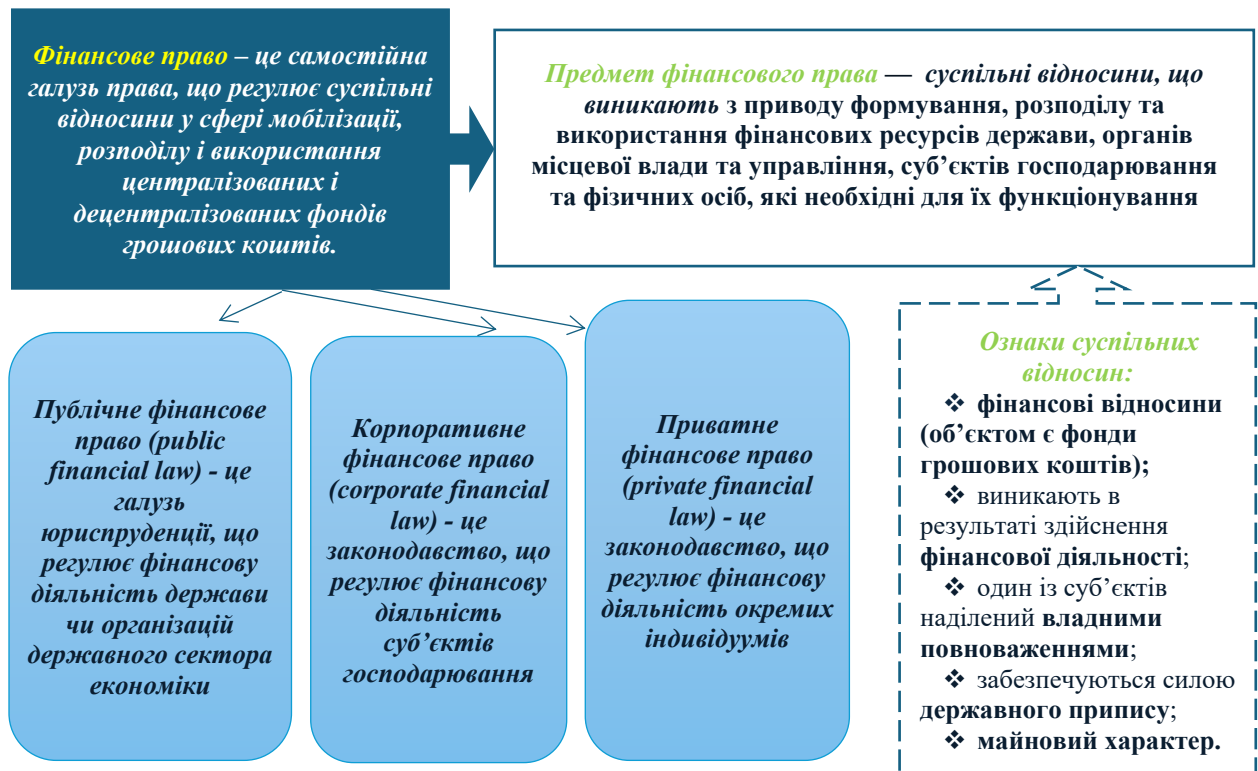 Фінансове право – це самостійна
галузь права, що регулює суспільні
відносини у сфері мобілізації,
розподілу і використання
централізованих і
децентралізованих фондів
грошових коштів.
Предмет фінансового права — суспільні відносини, що
виникають з приводу формування, розподілу та
використання фінансових ресурсів держави, органів
місцевої влади та управління, суб’єктів господарювання
та фізичних осіб, які необхідні для їх функціонування
Публічне фінансове
право (public
financial law) - це
галузь
юриспруденції, що
регулює фінансову
діяльність держави
чи організацій
державного сектора
економіки
Корпоративне
фінансове право
(corporate financial
law) - це
законодавство, що
регулює фінансову
діяльність
суб’єктів
господарювання
Приватне
фінансове право
(private financial
law) - це
законодавство, що
регулює фінансову
діяльність окремих
індивідуумів
Ознаки суспільних
відносин:
❖ фінансові відносини
(об’єктом є фонди
грошових коштів);
❖ виникають в
результаті здійснення
фінансової діяльності;
❖ один із суб’єктів
наділений владними
повноваженнями;
❖ забезпечуються силою
державного припису;
❖ майновий характер.